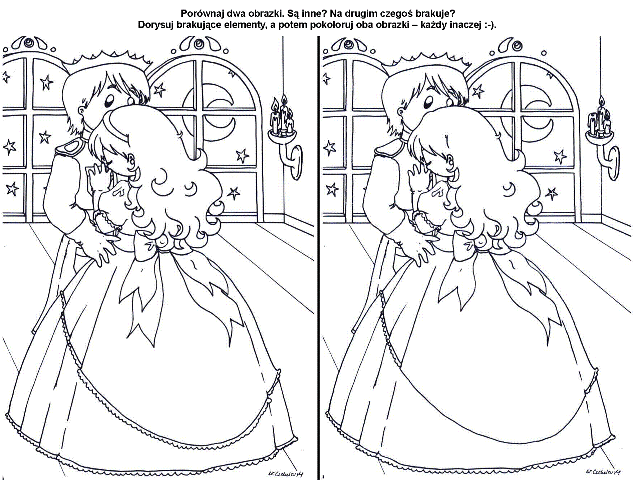 Porównaj dwa obrazki. Są inne? Na drugim czegoś brakuje?
Dorysuj brakujące elementy, a potem pokoloruj oba obrazki – każdy inaczej :-).